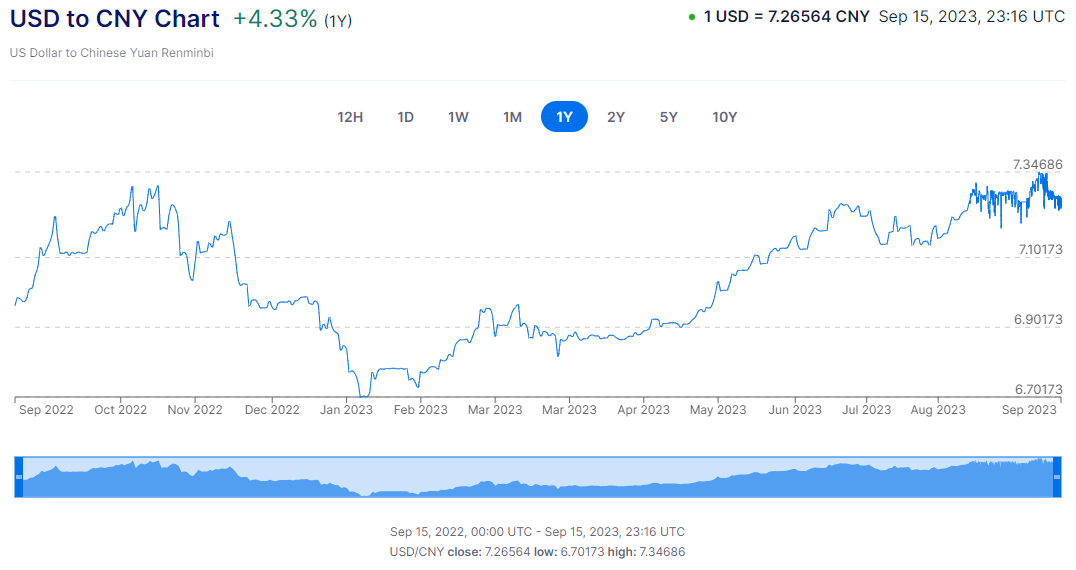 USD to CNY Chart +4.33% (1Y)
1 USD = 7.26564 CNY Sep 15, 2023, 23:16 UTC
US Dollar to Chinese Yuan Renminbi
12H 1D 1W 1M 1Y 2Y 5Y 10Y
7.34686
7.10173
6.90173
6.70173
Sep 2022 Oct 2022 Nov 2022 Dec 2022 Jan 2023 Feb 2023 Mar 2023 Mar 2023 Apr 2023 May 2023 Jun 2023 Jul 2023 Aug 2023 Sep 2023
Sep 15, 2022, 00:00 UTC - Sep 15, 2023, 23:16 UTC
USD/CNY close: 7.26564 low: 6.70173 high: 7.34686